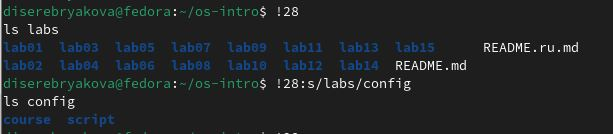 diserebryakova@fedora:~/os-intro$ !28
ls labs
lab01 lab03 lab05 lab07 lab09 lab11 lab13 lab15 README.ru.md
lab02 lab04 lab06 lab08 lab10 lab12 lab14 README.md
diserebryakova@fedora:~/os-intro$ !28:s/labs/config
ls config
course script